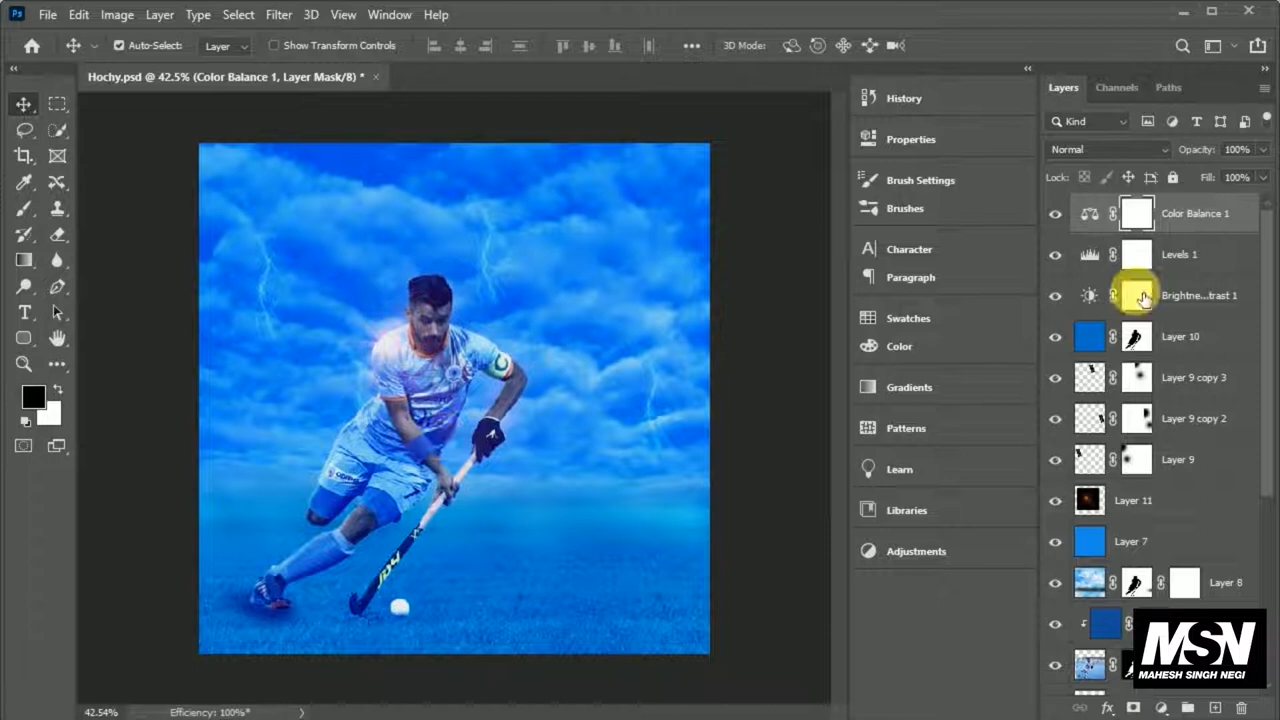 Ps File Edit Image Layer Type Select Filter 3D View Window Help
Auto-Select: Layer Show Transform Controls 3D Mode:
Hochy.psd @ 42.5% (Color Balance 1, Layer Mask/8) *
History
Properties
Brush Settings
Brushes
Character
Paragraph
Swatches
Color
Gradients
Patterns
Learn
Libraries
Adjustments
Layers Channels Paths
Kind
Normal Opacity: 100%
Lock: Fill: 100%
Color Balance 1
Levels 1
Brightne...trast 1
Layer 10
Layer 9 copy 3
Layer 9 copy 2
Layer 9
Layer 11
Layer 7
Layer 8
MSN
MAHESH SINGH NEGI
42.54% Efficiency: 100%*